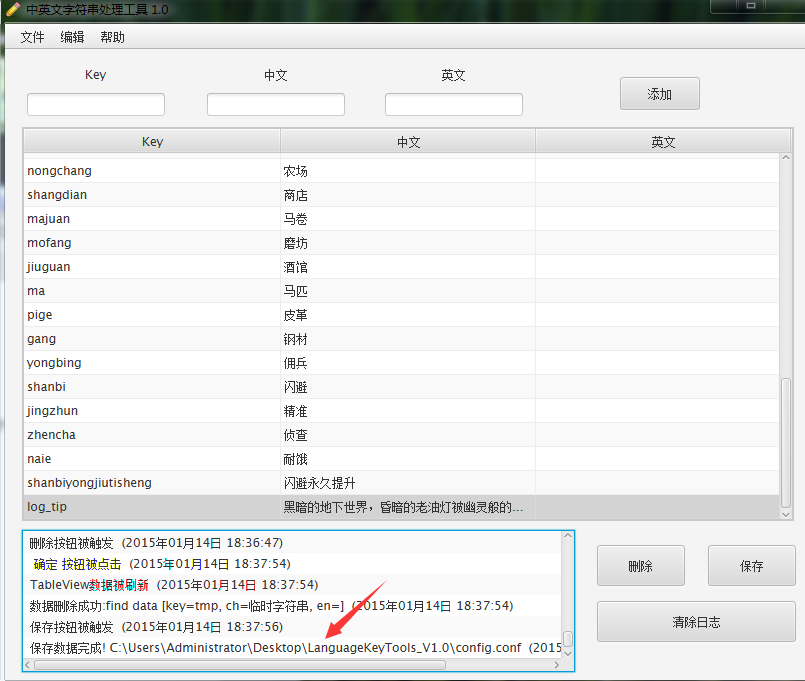 中英文字符串处理工具 1.0
文件 编辑 帮助
Key 中文 英文
添加
Key 中文 英文
nongchang 农场
shangdian 商店
majuan 马卷
mofang 磨坊
jiuguan 酒馆
ma 马匹
pige 皮革
gang 钢材
yongbing 佣兵
shanbi 闪避
jingzhun 精准
zhencha 侦查
naie 耐饿
shanbiyongjiutisheng 闪避永久提升
log_tip 黑暗的地下世界，昏暗的老油灯被幽灵般的...
删除按钮被触发 (2015年01月14日 18:36:47)
确定 按钮被点击 (2015年01月14日 18:37:54)
TableView数据被刷新 (2015年01月14日 18:37:54)
数据删除成功:find data [key=tmp, ch=临时字符串, en=] (2015年01月14日 18:37:54)
保存按钮被触发 (2015年01月14日 18:37:56)
保存数据完成! C:\Users\Administrator\Desktop\LanguageKeyTools_V1.0\config.conf (2015
删除 保存
清除日志